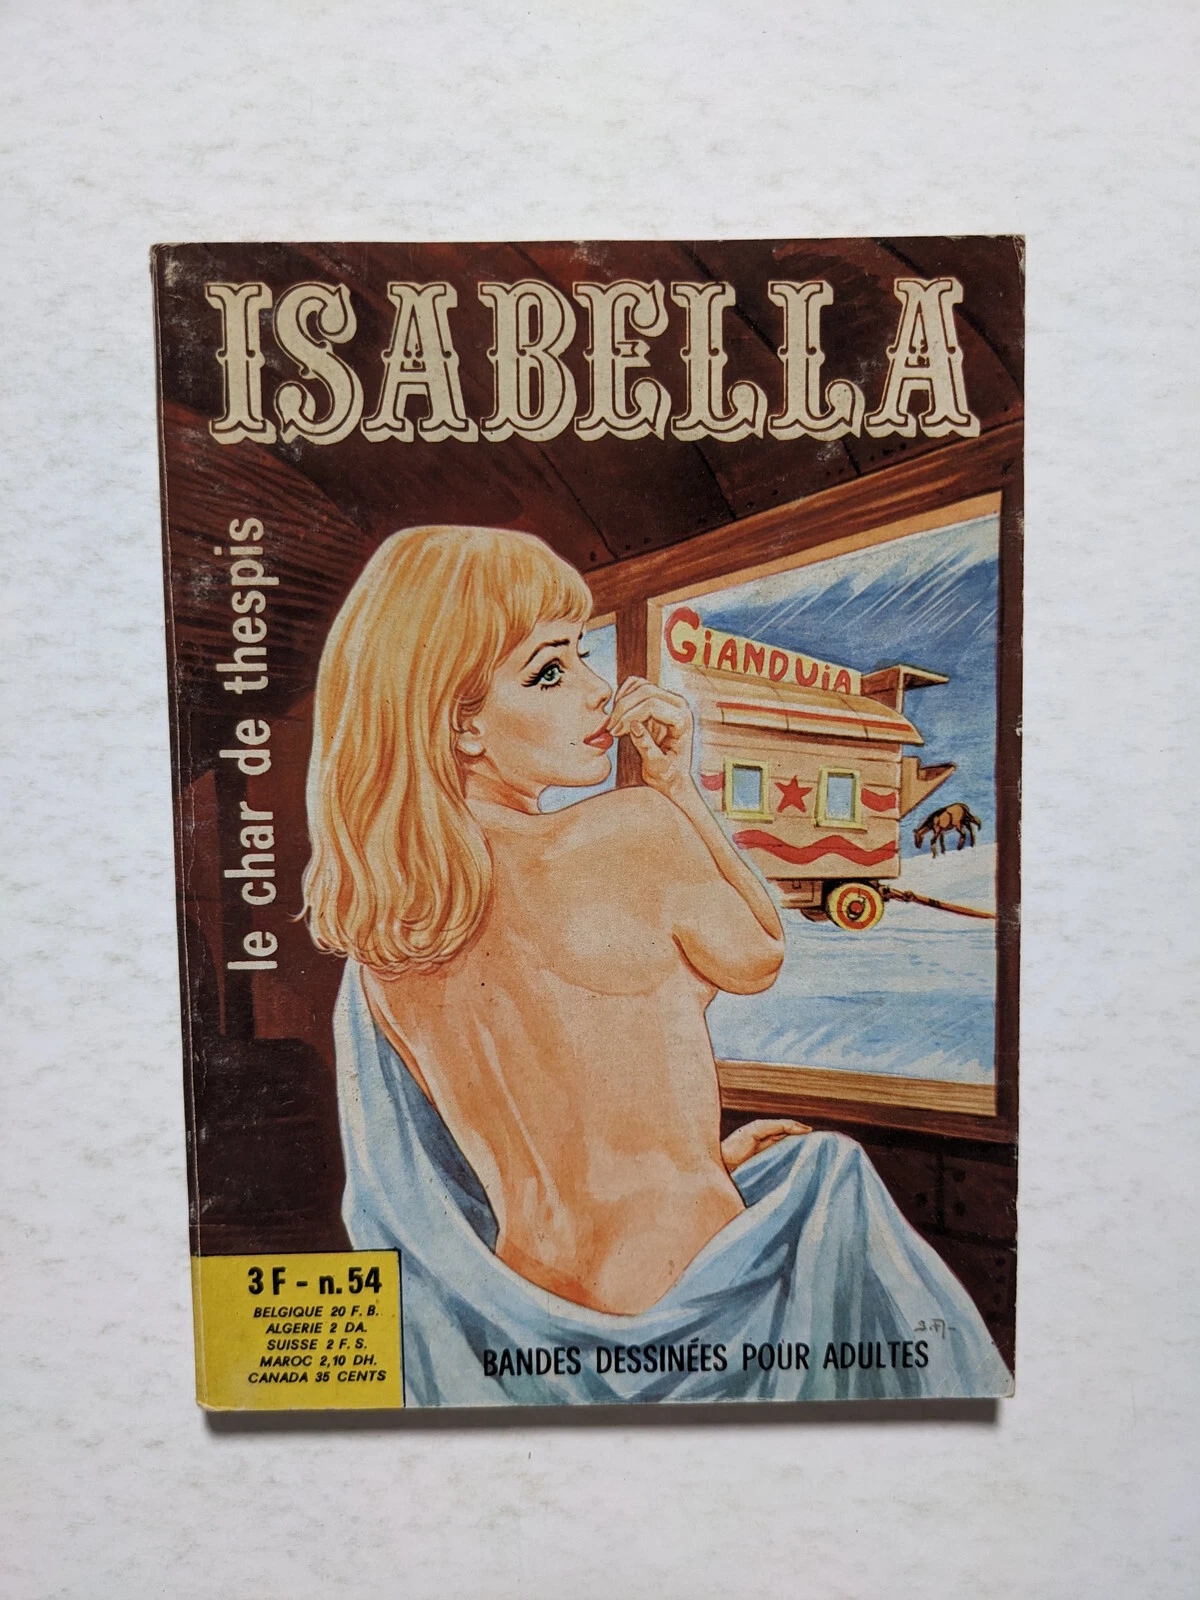 ISABELLA
le char de thespis
GiANDUiA
3 F - n. 54
BELGIQUE 20 F. B.
ALGERIE 2 DA.
SUISSE 2 F. S.
MAROC 2,10 DH.
CANADA 35 CENTS
BANDES DESSINÉES POUR ADULTES